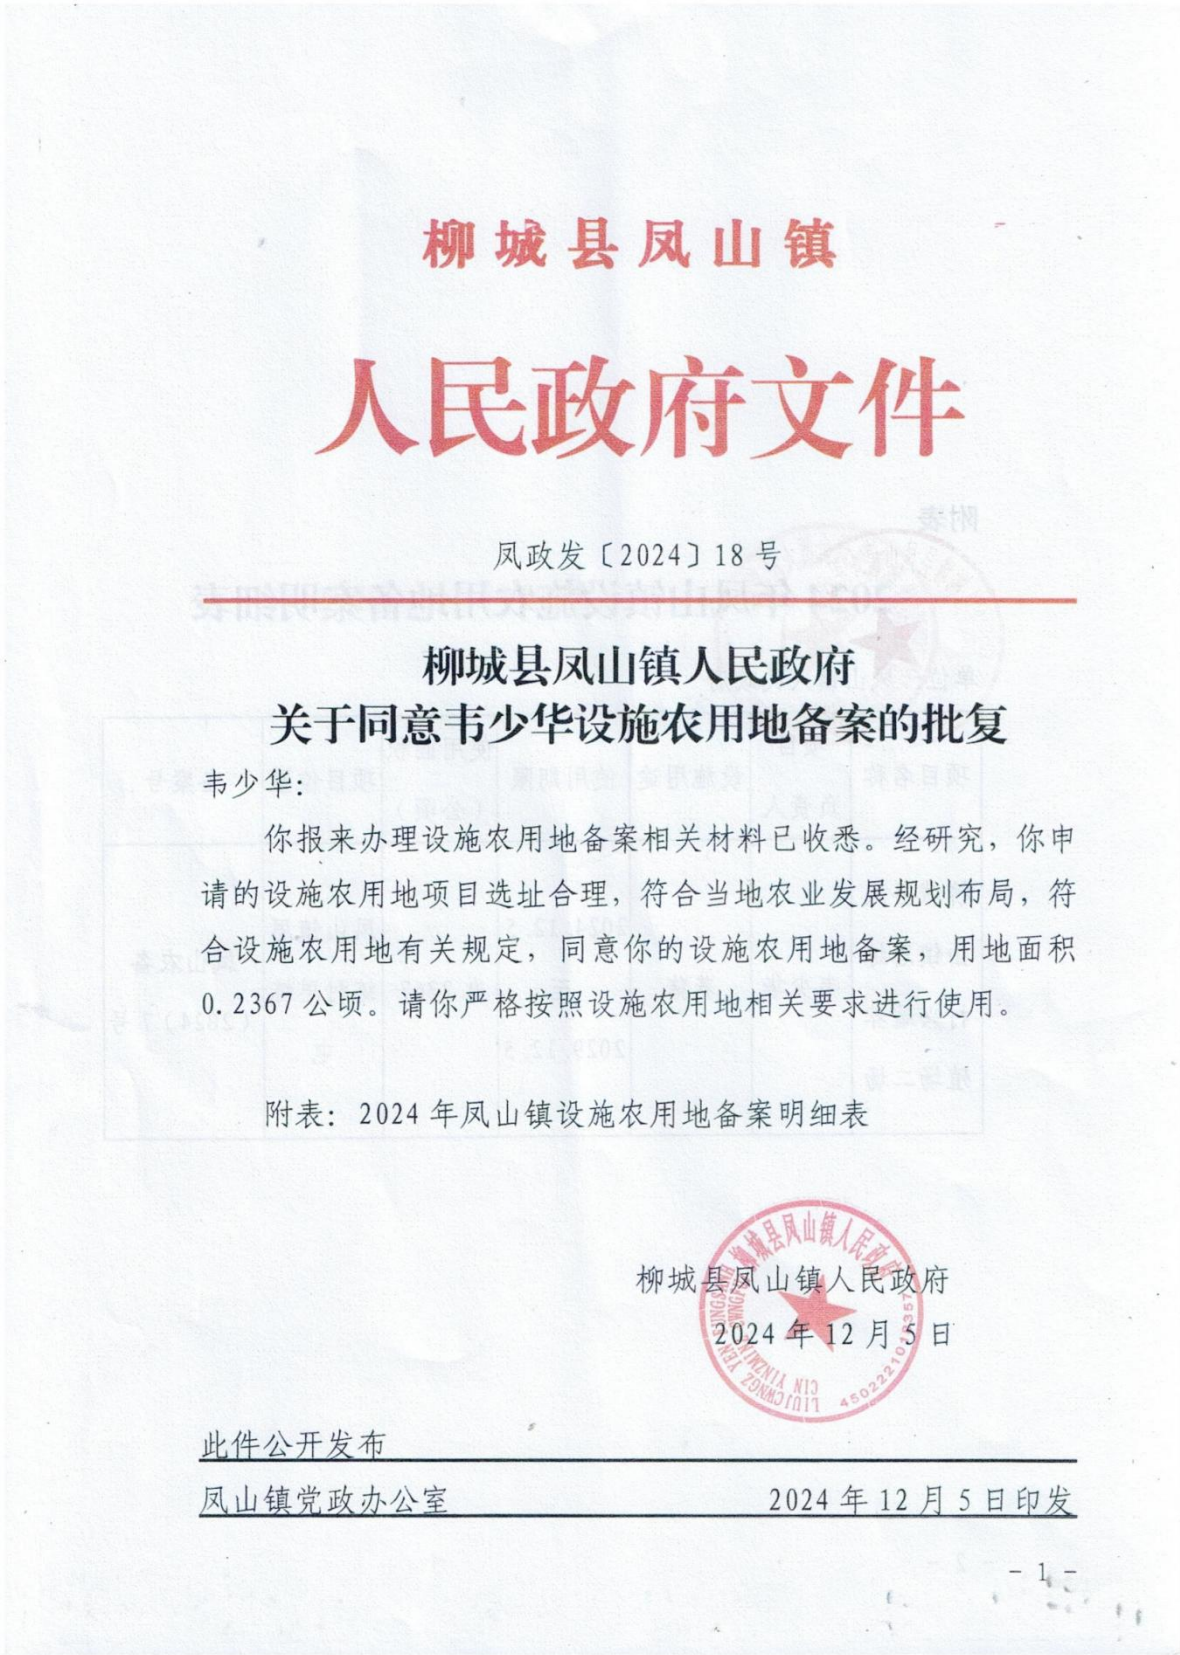 柳城县凤山镇
人民政府文件
凤政发〔2024〕18号
柳城县凤山镇人民政府
关于同意韦少华设施农用地备案的批复
韦少华：
你报来办理设施农用地备案相关材料已收悉。经研究，你申
请的设施农用地项目选址合理，符合当地农业发展规划布局，符
合设施农用地有关规定，同意你的设施农用地备案，用地面积
0.2367公顷。请你严格按照设施农用地相关要求进行使用。
附表：2024年凤山镇设施农用地备案明细表
柳城县凤山镇人民政府
柳城县凤山镇人民政府
2024年12月5日
此件公开发布
凤山镇党政办公室 2024年12月5日印发
- 1 -